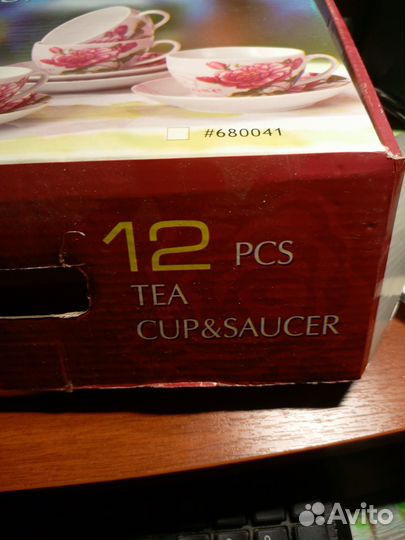 #680041
12 PCS
TEA
CUP&SAUCER
Avito